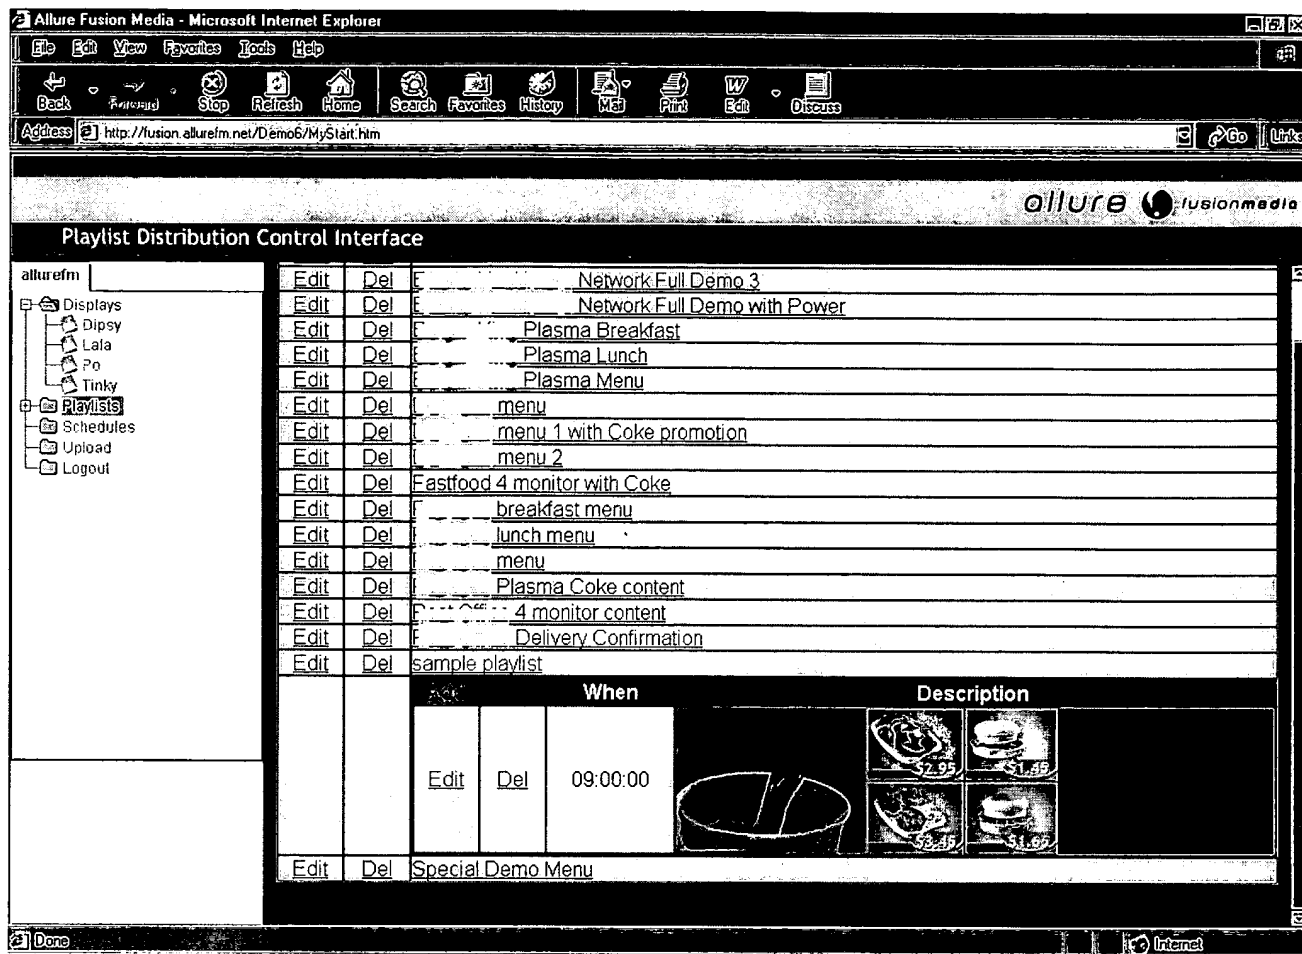 Allure Fusion Media - Microsoft Internet Explorer
File Edit View Favorites Tools Help
Back Forward Stop Refresh Home Search Favorites History Mail Print Edit Discuss
Address http://fusion.allurefm.net/Demo6/MyStart.htm Go Links
allure fusionmedia
Playlist Distribution Control Interface
allurefm
Displays
Dipsy
Lala
Po
Tinky
Playlists
Schedules
Upload
Logout
Edit Del Network Full Demo 3
Edit Del Network Full Demo with Power
Edit Del Plasma Breakfast
Edit Del Plasma Lunch
Edit Del Plasma Menu
Edit Del menu
Edit Del menu 1 with Coke promotion
Edit Del menu 2
Edit Del Fastfood 4 monitor with Coke
Edit Del breakfast menu
Edit Del lunch menu
Edit Del menu
Edit Del Plasma Coke content
Edit Del 4 monitor content
Edit Del Delivery Confirmation
Edit Del sample playlist
Add When Description
Edit Del 09:00:00
$2.95 $1.45
$3.45 $1.99
Edit Del Special Demo Menu
Done Internet